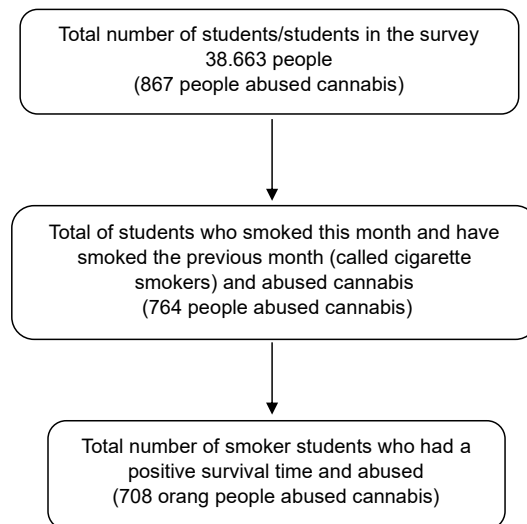 Total number of students/students in the survey
38.663 people
(867 people abused cannabis)
Total of students who smoked this month and have
smoked the previous month (called cigarette
smokers) and abused cannabis
(764 people abused cannabis)
Total number of smoker students who had a
positive survival time and abused
(708 orang people abused cannabis)